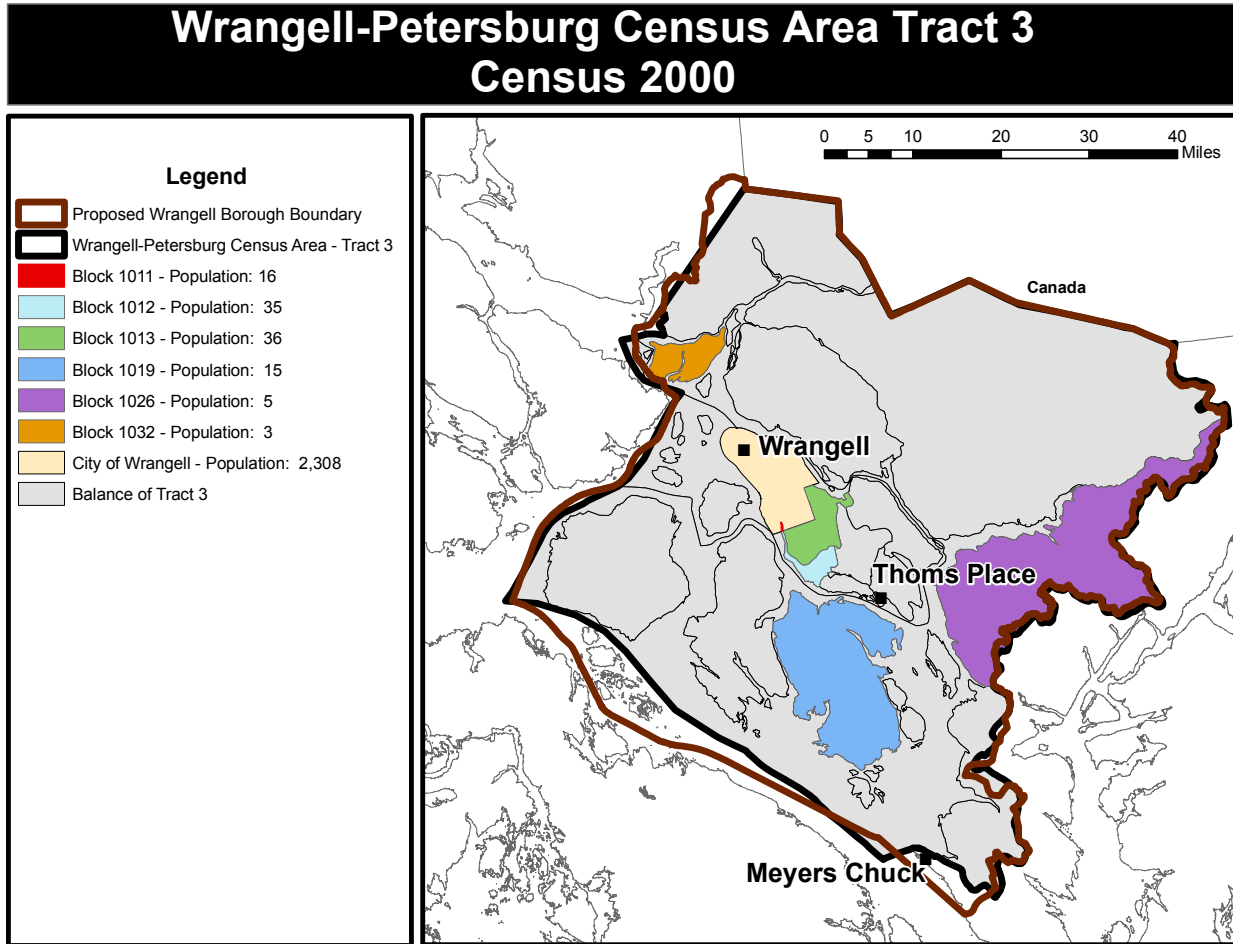 Wrangell-Petersburg Census Area Tract 3
Census 2000
Legend
Proposed Wrangell Borough Boundary
Wrangell-Petersburg Census Area - Tract 3
Block 1011 - Population: 16
Block 1012 - Population: 35
Block 1013 - Population: 36
Block 1019 - Population: 15
Block 1026 - Population: 5
Block 1032 - Population: 3
City of Wrangell - Population: 2,308
Balance of Tract 3
0 5 10 20 30 40
Miles
Canada
Wrangell
Thoms Place
Meyers Chuck